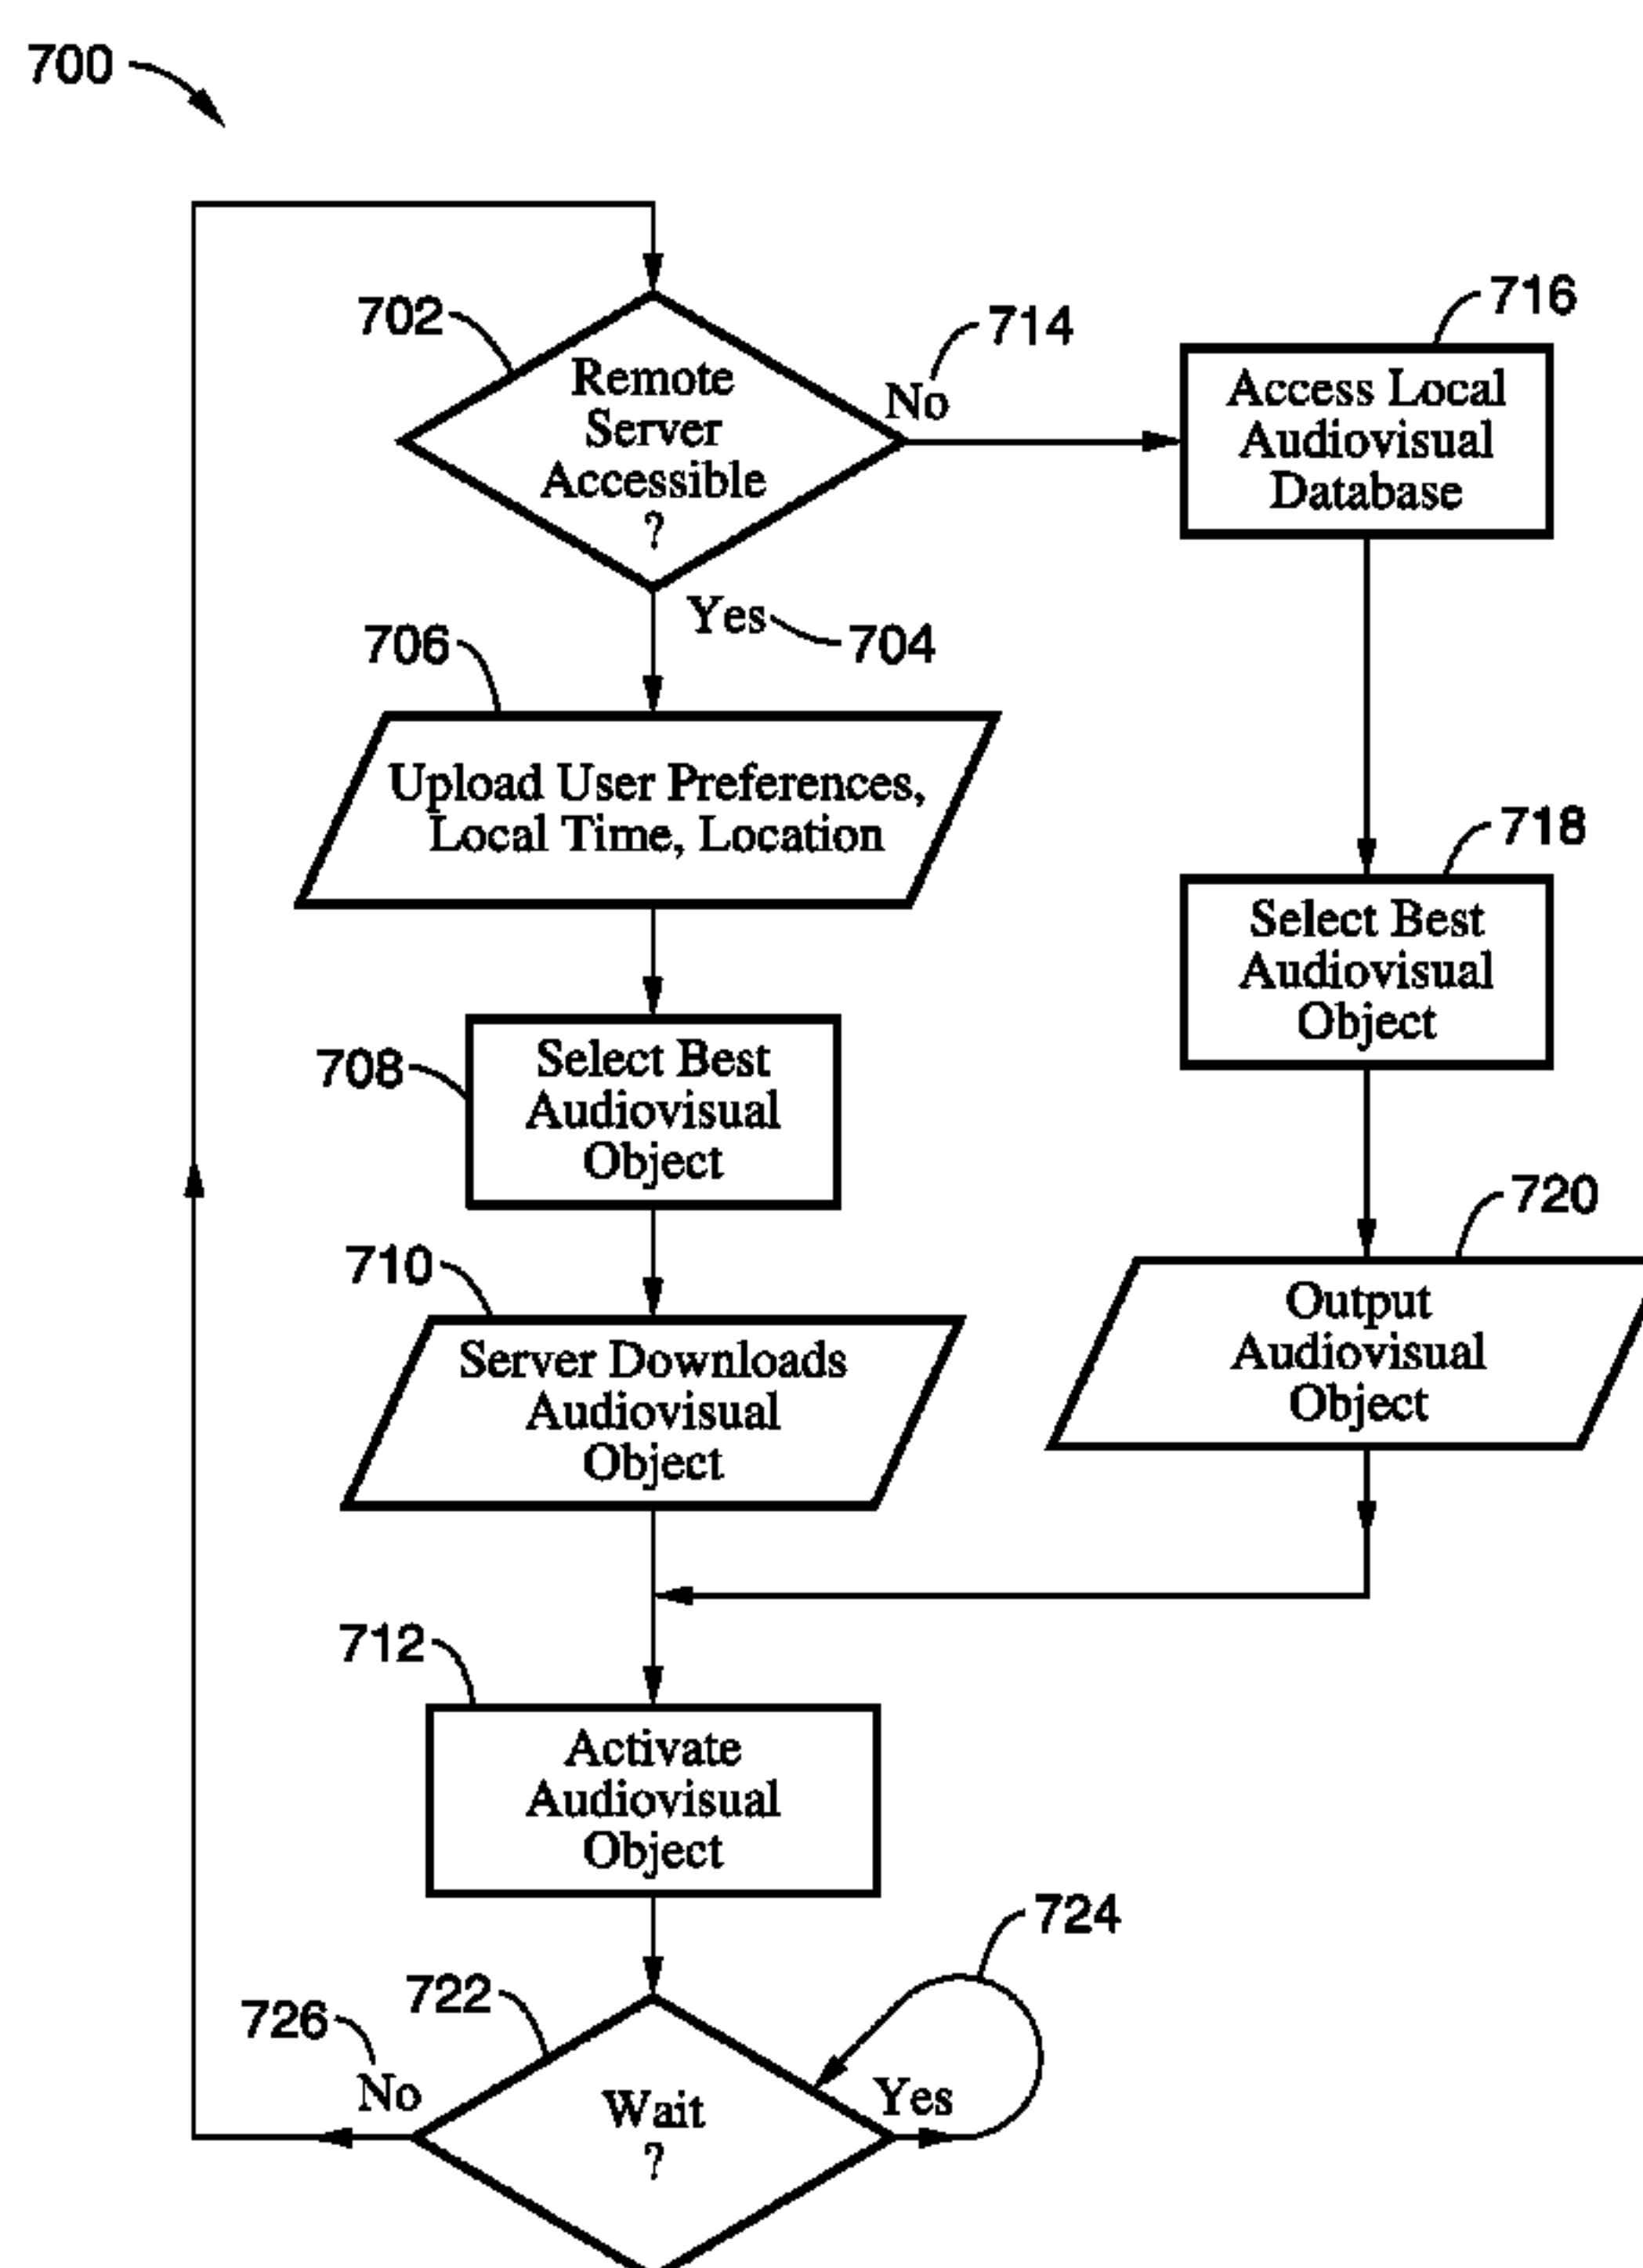 700
702
Remote
Server
Accessible
?
No
714
716
Access Local
Audiovisual
Database
Yes
704
706
Upload User Preferences,
Local Time, Location
718
Select Best
Audiovisual
Object
708
Select Best
Audiovisual
Object
720
Output
Audiovisual
Object
710
Server Downloads
Audiovisual
Object
712
Activate
Audiovisual
Object
724
722
726
No
Wait
?
Yes